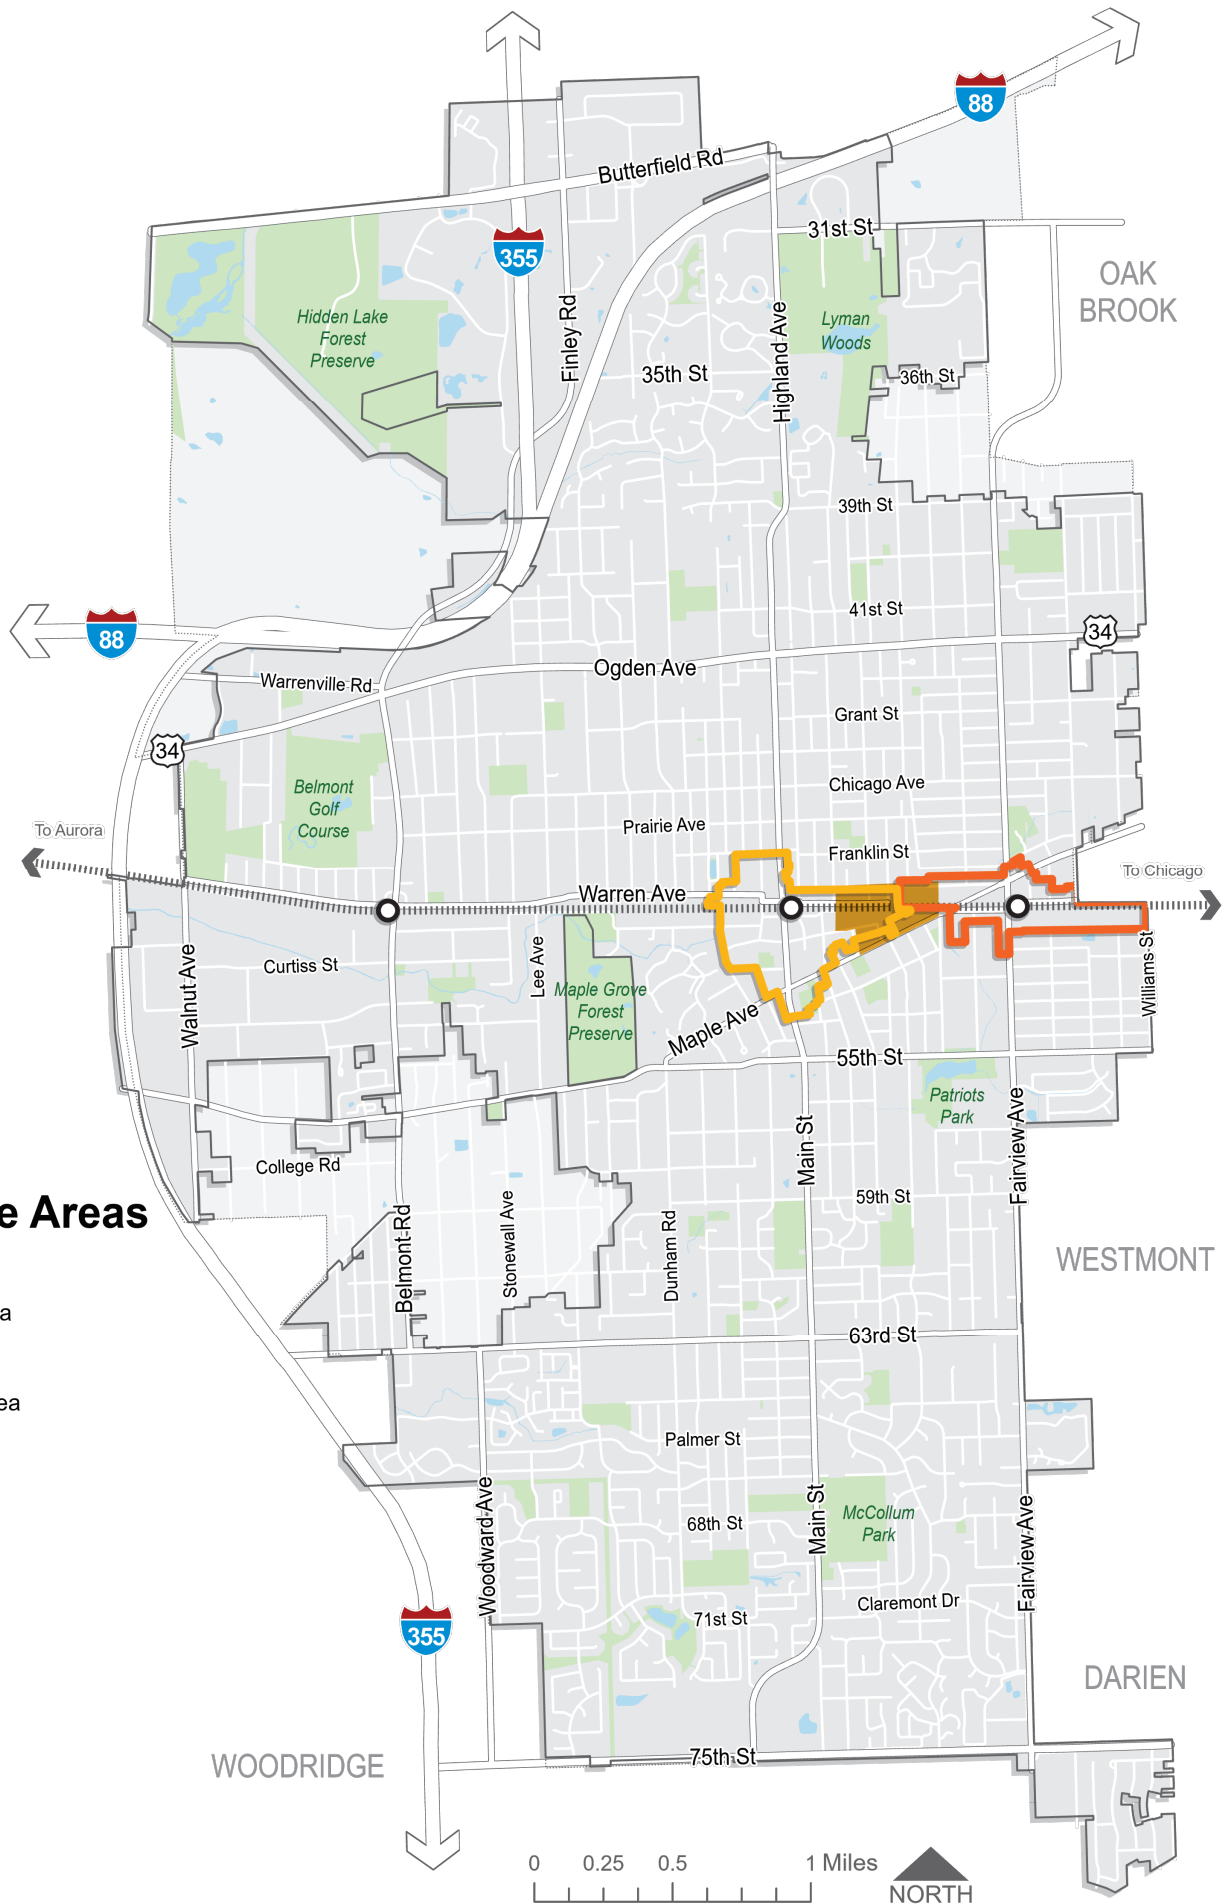 88
Butterfield Rd
31st St
355
OAK
BROOK
Hidden Lake
Forest
Preserve
Finley Rd
Highland Ave
Lyman
Woods
35th St
36th St
39th St
41st St
88
34
Ogden Ave
Warrenville Rd
Grant St
34
Chicago Ave
Belmont
Golf
Course
Prairie Ave
To Aurora
Franklin St
To Chicago
Warren Ave
Walnut Ave
Curtiss St
Lee Ave
Maple Grove
Forest
Preserve
Maple Ave
Williams St
55th St
Patriots
Park
Main St
Fairview Ave
College Rd
59th St
e Areas
Belmont Rd
Stonewall Ave
Dunham Rd
WESTMONT
a
63rd St
ea
Palmer St
Woodward Ave
Main St
McCollum
Park
Fairview Ave
68th St
Claremont Dr
71st St
355
DARIEN
75th St
WOODRIDGE
0 0.25 0.5 1 Miles
NORTH